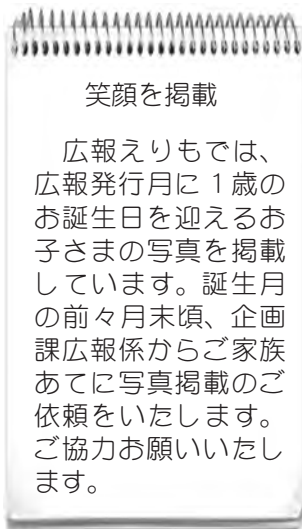 笑顔を掲載
広報えりもでは、
広報発行月に１歳の
お誕生日を迎えるお
子さまの写真を掲載
しています。誕生月
の前々月末頃、企画
課広報係からご家族
あてに写真掲載のご
依頼をいたします。
ご協力お願いいたし
ます。